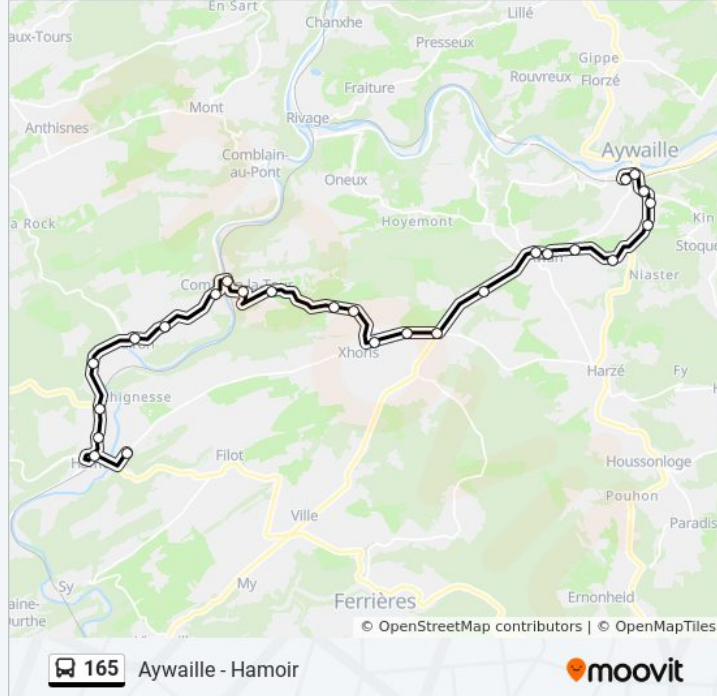 En Sart
Lillé
Chanxhe
aux-Tours
Presseux
Gippe
Rouvreux
Florzé
Fraiture
Mont
Rivage
Anthisnes
Aywaille
Comblain-
au-Pont
Oneux
Kin
a Rock
Hoyemont
Stoque
Niaster
Xhoris
Harzé
Fy
Filot
Houssonloge
Pouhon
Ville
Paradis
Sy
My
Ferrières
Ernonheid
aine-
urthe
© OpenStreetMap contributors | © OpenMapTiles
165 Aywaille - Hamoir
moovit